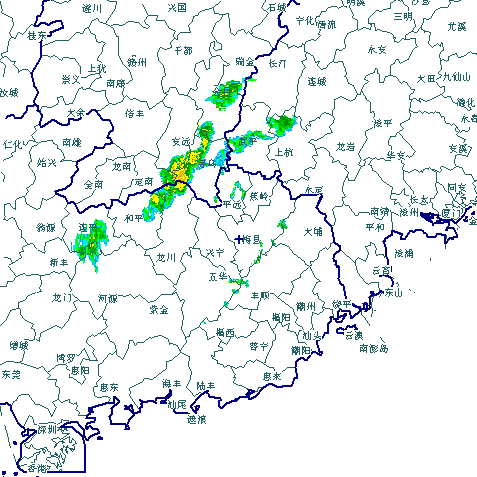 遂川
兴国
石城
宁化
清流
明溪
三明
尤溪
桂东
于都
瑞金
长汀
永安
赣州
崇义
上犹
南康
连城
大田
九仙山
汝城
大余
信丰
德化
永春
安远
武平
漳平
仁化
南雄
龙岩
安溪
上杭
华安
始兴
龙南
全南
定南
寻乌
蕉岭
永定
同安
平远
长泰
翁源
连平
和平
南靖
漳州
厦门
金
梅县
大埔
平和
新丰
龙川
兴宁
漳浦
五华
云霄
龙门
河源
丰顺
东山
紫金
潮州
饶平
揭阳
揭西
汕头
云澳
增城
普宁
潮阳
南彭岛
博罗
惠阳
东莞
惠东
海丰
陆丰
惠来
汕尾
遮浪
深圳
香港